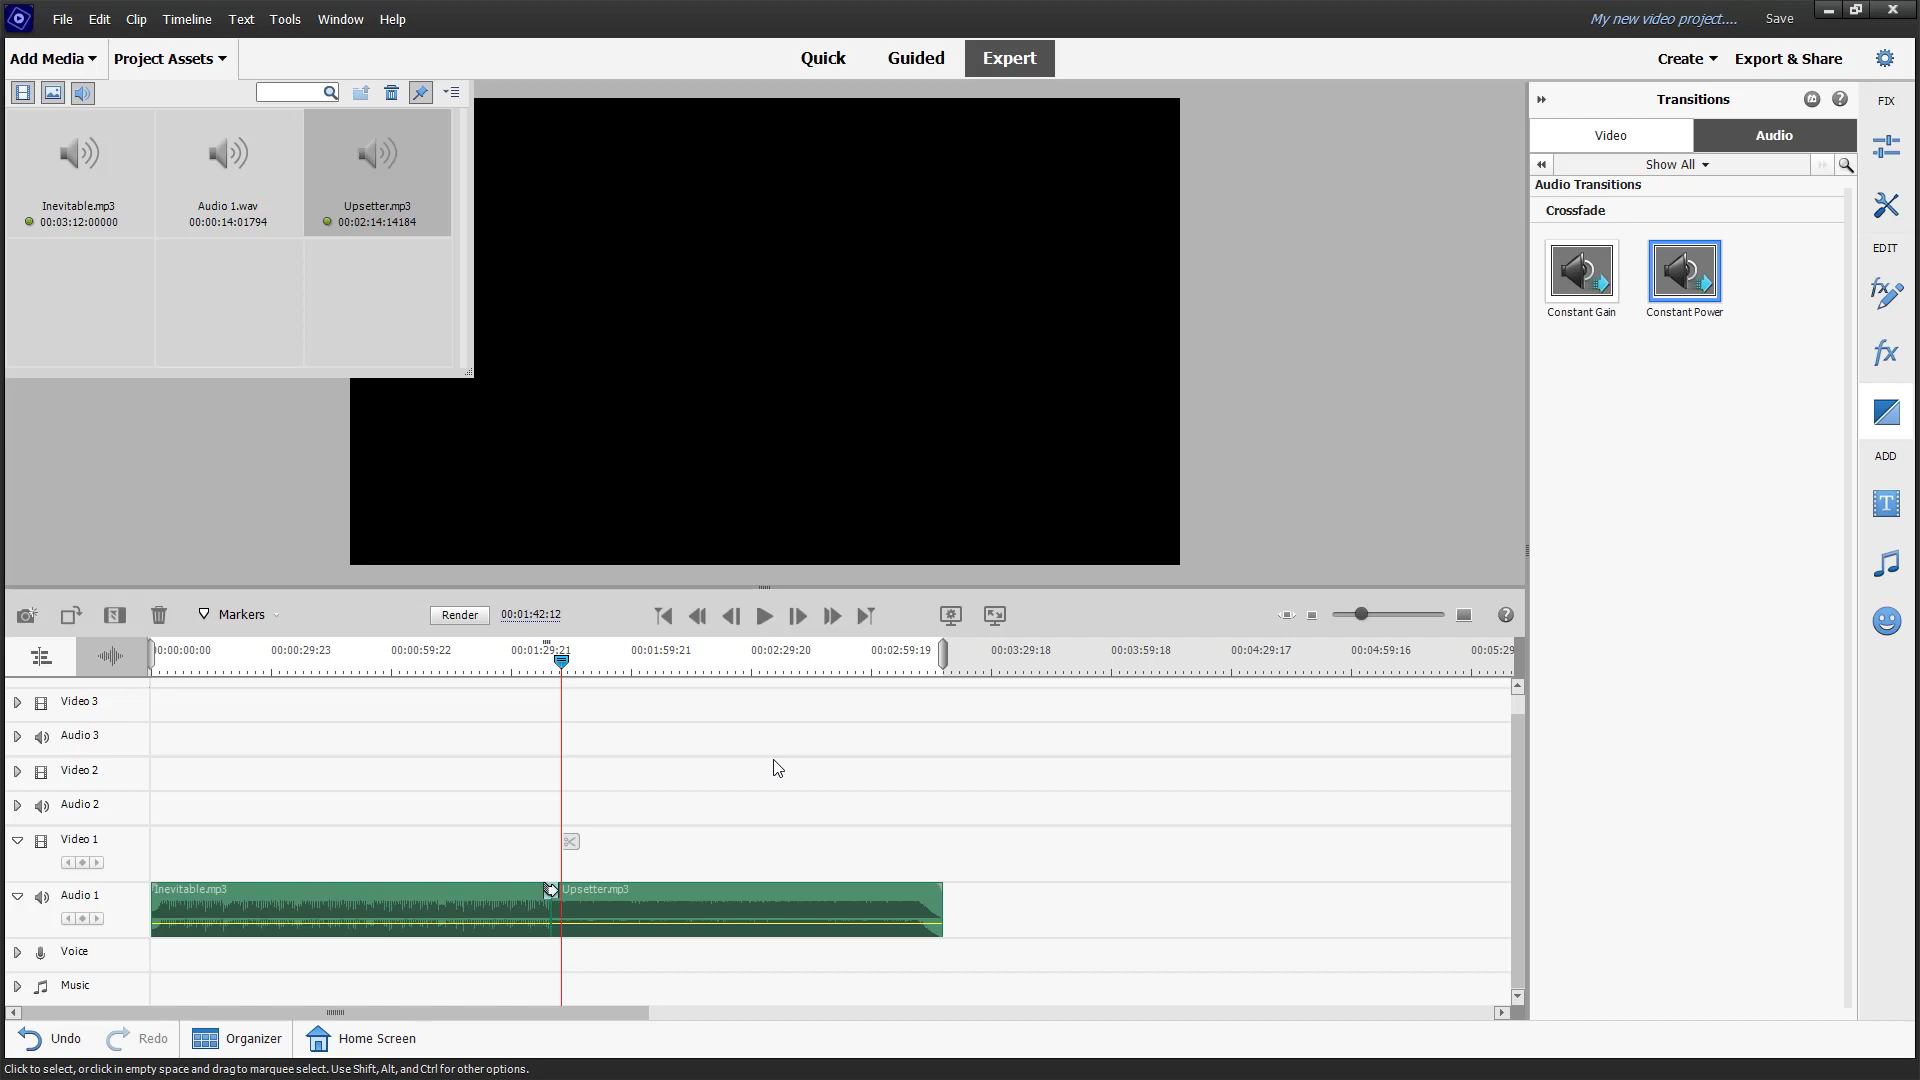 File Edit Clip Timeline Text Tools Window Help My new video project.... Save
Add Media Project Assets Quick Guided Expert Create Export & Share
Transitions FIX
Video Audio
Show All
Audio Transitions
Crossfade
Inevitable.mp3 Audio 1.wav Upsetter.mp3
00:03:12:00000 00:00:14:01794 00:02:14:14184
EDIT
fx
Constant Gain Constant Power
fx
ADD
T
Markers Render 00:01:42:12
00:00:00:00 00:00:29:23 00:00:59:22 00:01:29:21 00:01:59:21 00:02:29:20 00:02:59:19 00:03:29:18 00:03:59:18 00:04:29:17 00:04:59:16 00:05:29
Video 3
Audio 3
Video 2
Audio 2
Video 1
Audio 1 Inevitable.mp3 Upsetter.mp3
Voice
Music
Undo Redo Organizer Home Screen
Click to select, or click in empty space and drag to marquee select. Use Shift, Alt, and Ctrl for other options.